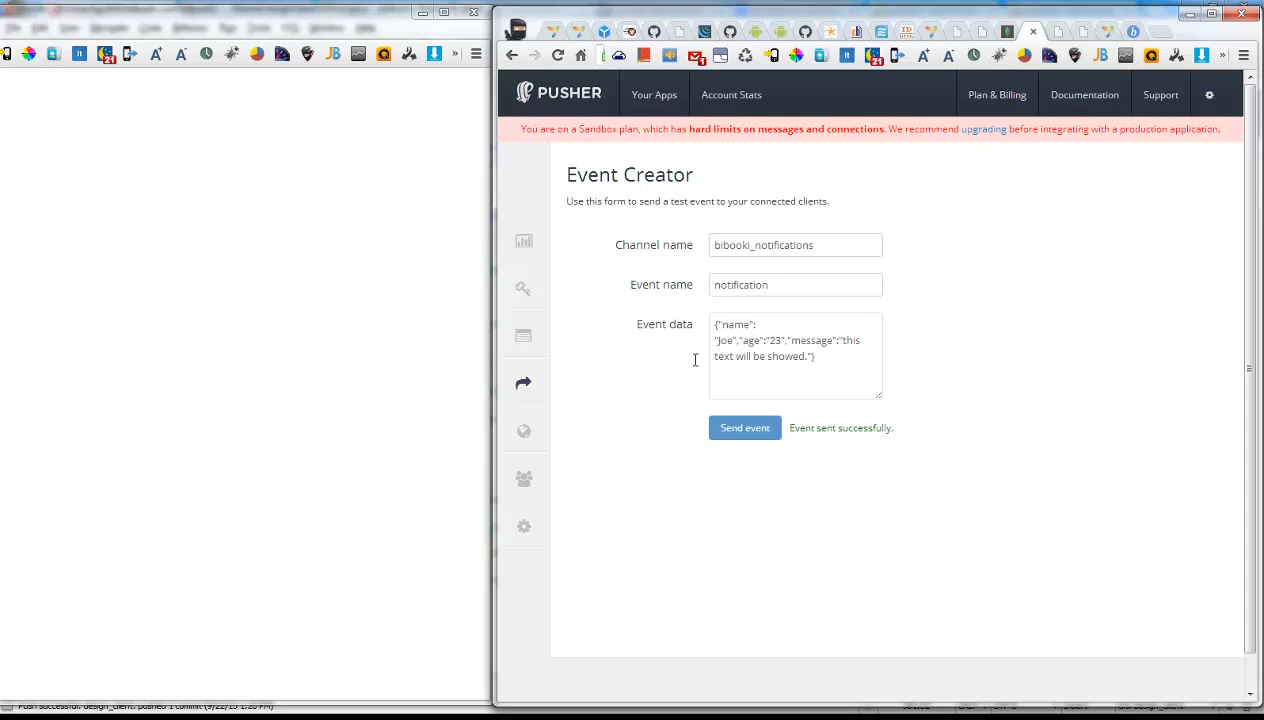 PUSHER
Your Apps
Account Stats
Plan & Billing
Documentation
Support
You are on a Sandbox plan, which has hard limits on messages and connections. We recommend upgrading before integrating with a production application.
Event Creator
Use this form to send a test event to your connected clients.
Channel name
bibooki_notifications
Event name
notification
Event data
{"name":
"Joe","age":"23","message":"this
text will be showed."}
Send event
Event sent successfully.